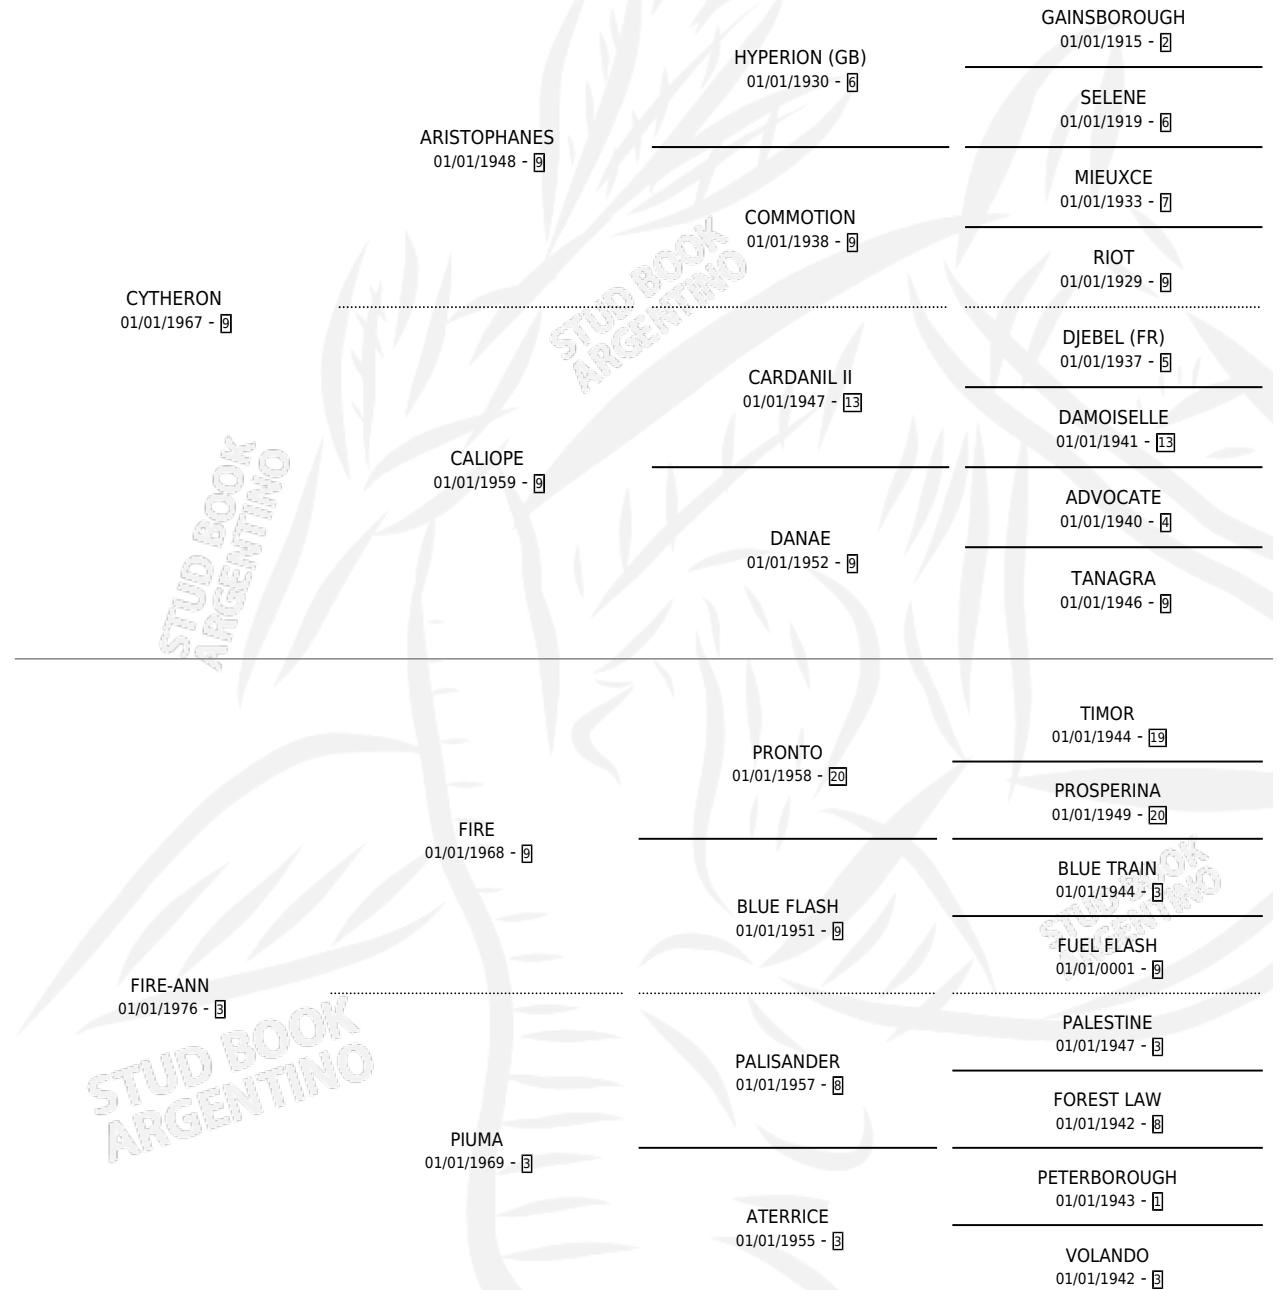 GAINSBOROUGH
01/01/1915 - 2
HYPERION (GB)
01/01/1930 - 6
SELENE
01/01/1919 - 6
ARISTOPHANES
01/01/1948 - 9
MIEUXCE
01/01/1933 - 7
COMMOTION
01/01/1938 - 9
RIOT
01/01/1929 - 9
CYTHERON
01/01/1967 - 9
DJEBEL (FR)
01/01/1937 - 5
CARDANIL II
01/01/1947 - 13
DAMOISELLE
01/01/1941 - 13
CALIOPE
01/01/1959 - 9
ADVOCATE
01/01/1940 - 4
DANAE
01/01/1952 - 9
TANAGRA
01/01/1946 - 9
TIMOR
01/01/1944 - 19
PRONTO
01/01/1958 - 20
PROSPERINA
01/01/1949 - 20
FIRE
01/01/1968 - 9
BLUE TRAIN
01/01/1944 - 3
BLUE FLASH
01/01/1951 - 9
FUEL FLASH
01/01/0001 - 9
FIRE-ANN
01/01/1976 - 3
PALESTINE
01/01/1947 - 3
PALISANDER
01/01/1957 - 8
FOREST LAW
01/01/1942 - 8
PIUMA
01/01/1969 - 3
PETERBOROUGH
01/01/1943 - 1
ATERRICE
01/01/1955 - 3
VOLANDO
01/01/1942 - 3
STUD BOOK
ARGENTINO
STUD BOOK
ARGENTINO
STUD BOOK
ARGENTINO
STUD BOOK
ARGENTINO